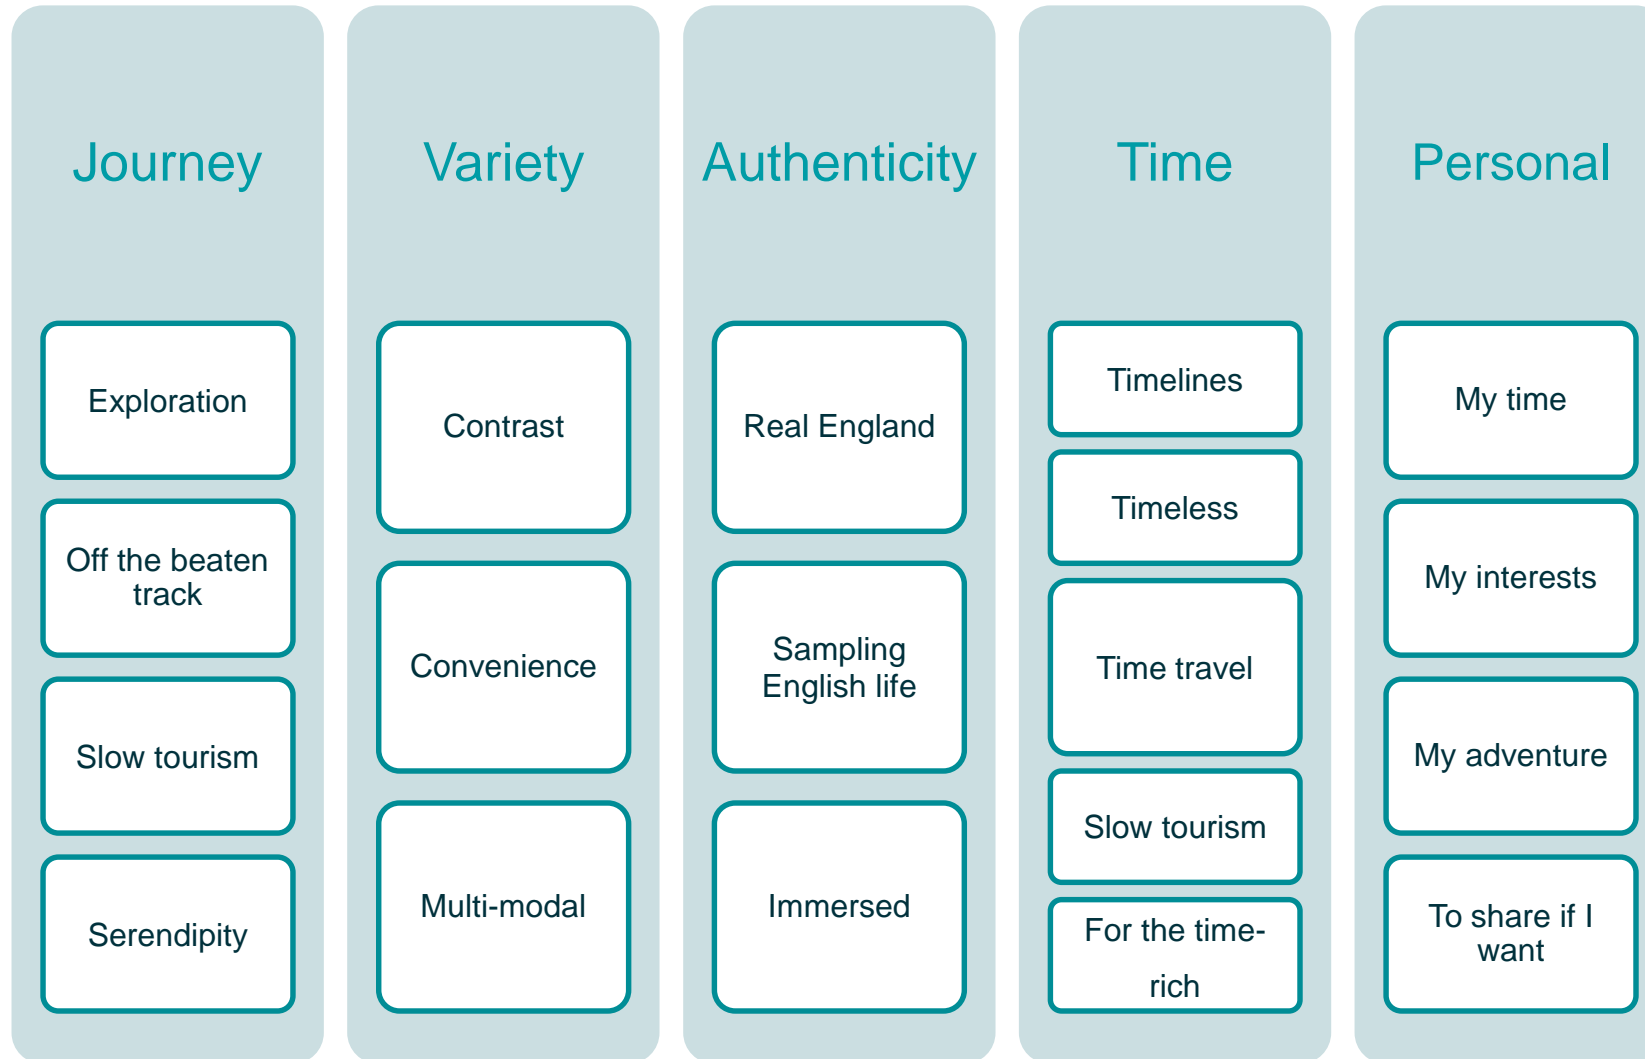 Journey
Exploration
Off the beaten
track
Slow tourism
Serendipity
Variety
Contrast
Convenience
Multi-modal
Authenticity
Real England
Sampling
English life
Immersed
Time
Timelines
Timeless
Time travel
Slow tourism
For the time-
rich
Personal
My time
My interests
My adventure
To share if I
want